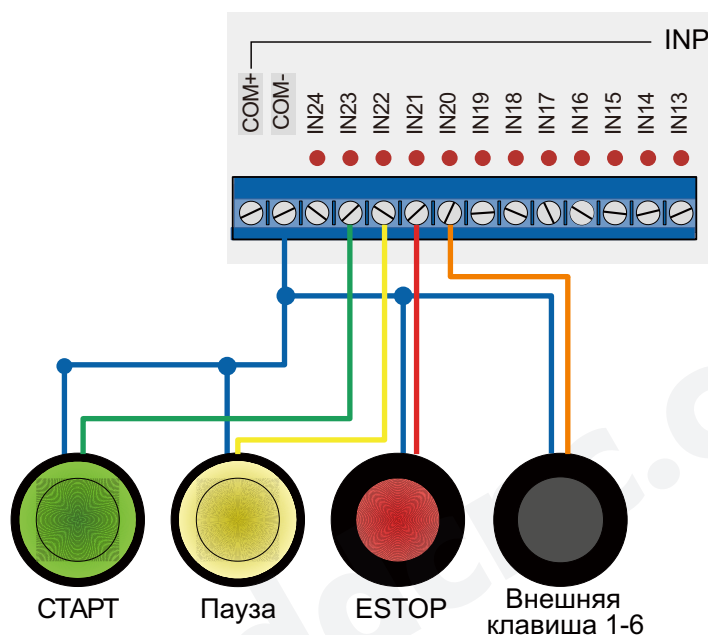 INP
COM+ COM- IN24 IN23 IN22 IN21 IN20 IN19 IN18 IN17 IN16 IN15 IN14 IN13
СТАРТ Пауза ESTOP Внешняя
клавиша 1-6